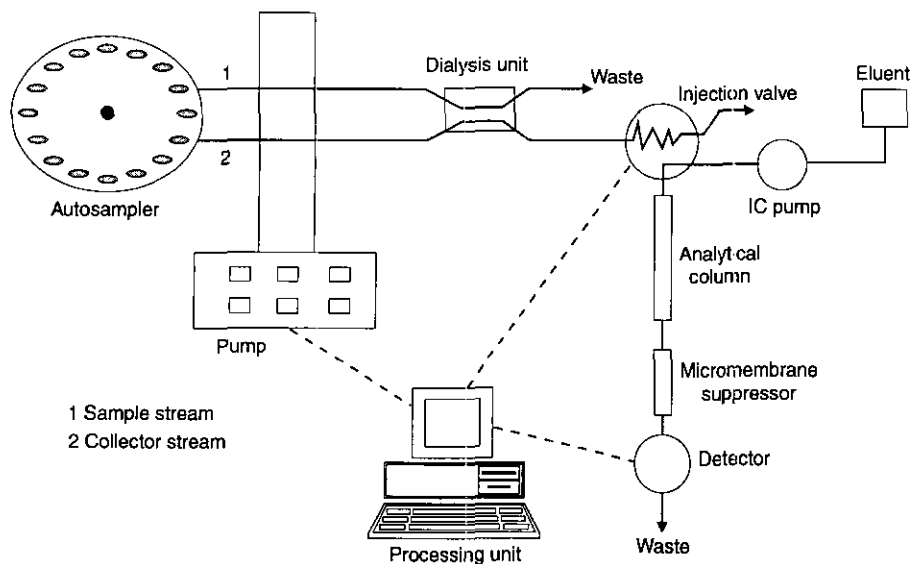 1
Dialysis unit
Waste
Eluent
Injection valve
2
Autosampler
IC pump
Analytical
column
Pump
Micromembrane
suppressor
1 Sample stream
2 Collector stream
Detector
Processing unit
Waste